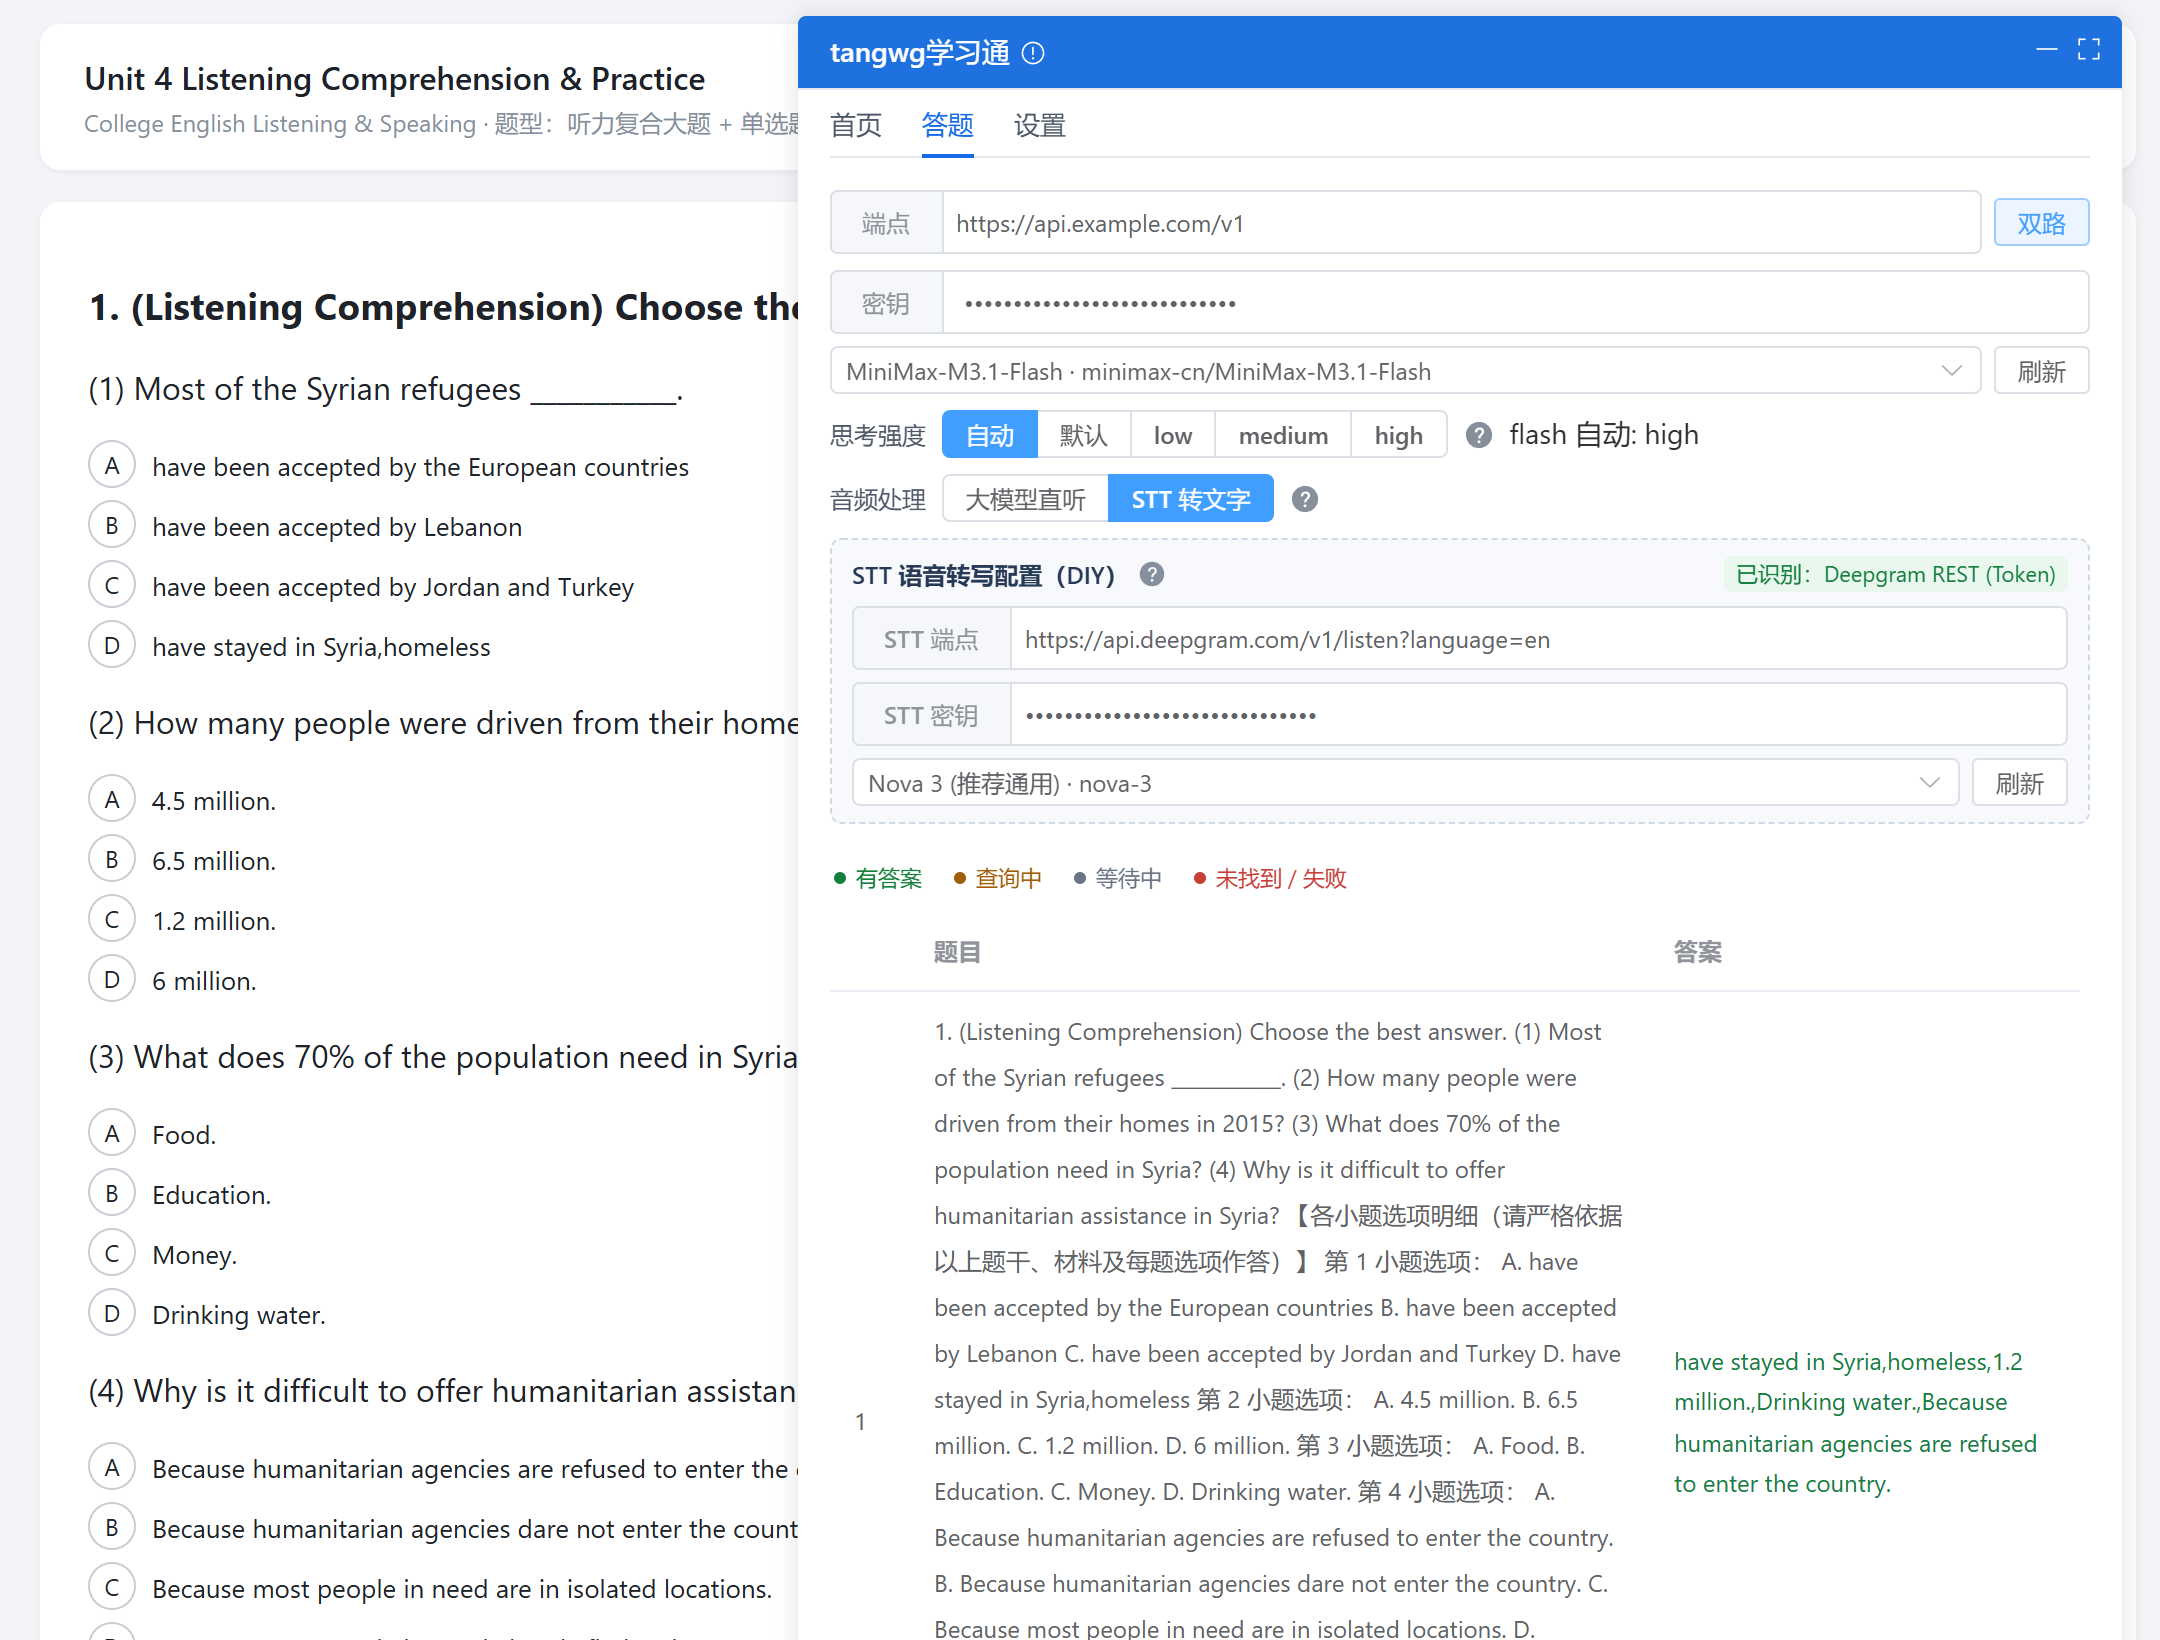 Unit 4 Listening Comprehension & Practice
College English Listening & Speaking · 题型：听力复合大题 + 单选题
1. (Listening Comprehension) Choose the
(1) Most of the Syrian refugees ___________.
A have been accepted by the European countries
B have been accepted by Lebanon
C have been accepted by Jordan and Turkey
D have stayed in Syria,homeless
(2) How many people were driven from their home
A 4.5 million.
B 6.5 million.
C 1.2 million.
D 6 million.
(3) What does 70% of the population need in Syria
A Food.
B Education.
C Money.
D Drinking water.
(4) Why is it difficult to offer humanitarian assistan
A Because humanitarian agencies are refused to enter the
B Because humanitarian agencies dare not enter the count
C Because most people in need are in isolated locations.
tangwg学习通
首页 答题 设置
端点 https://api.example.com/v1 双路
密钥 ••••••••••••••••••••••••••••
MiniMax-M3.1-Flash · minimax-cn/MiniMax-M3.1-Flash 刷新
思考强度 自动 默认 low medium high ? flash 自动: high
音频处理 大模型直听 STT 转文字 ?
STT 语音转写配置（DIY） ? 已识别：Deepgram REST (Token)
STT 端点 https://api.deepgram.com/v1/listen?language=en
STT 密钥 ••••••••••••••••••••••••••••••
Nova 3 (推荐通用) · nova-3 刷新
有答案 查询中 等待中 未找到 / 失败
题目 答案
1. (Listening Comprehension) Choose the best answer. (1) Most
of the Syrian refugees ___________. (2) How many people were
driven from their homes in 2015? (3) What does 70% of the
population need in Syria? (4) Why is it difficult to offer
humanitarian assistance in Syria? 【各小题选项明细（请严格依据
以上题干、材料及每题选项作答）】 第 1 小题选项： A. have
been accepted by the European countries B. have been accepted
by Lebanon C. have been accepted by Jordan and Turkey D. have
stayed in Syria,homeless 第 2 小题选项： A. 4.5 million. B. 6.5
million. C. 1.2 million. D. 6 million. 第 3 小题选项： A. Food. B.
Education. C. Money. D. Drinking water. 第 4 小题选项： A.
Because humanitarian agencies are refused to enter the country.
B. Because humanitarian agencies dare not enter the country. C.
Because most people in need are in isolated locations. D.
1
have stayed in Syria,homeless,1.2
million.,Drinking water.,Because
humanitarian agencies are refused
to enter the country.